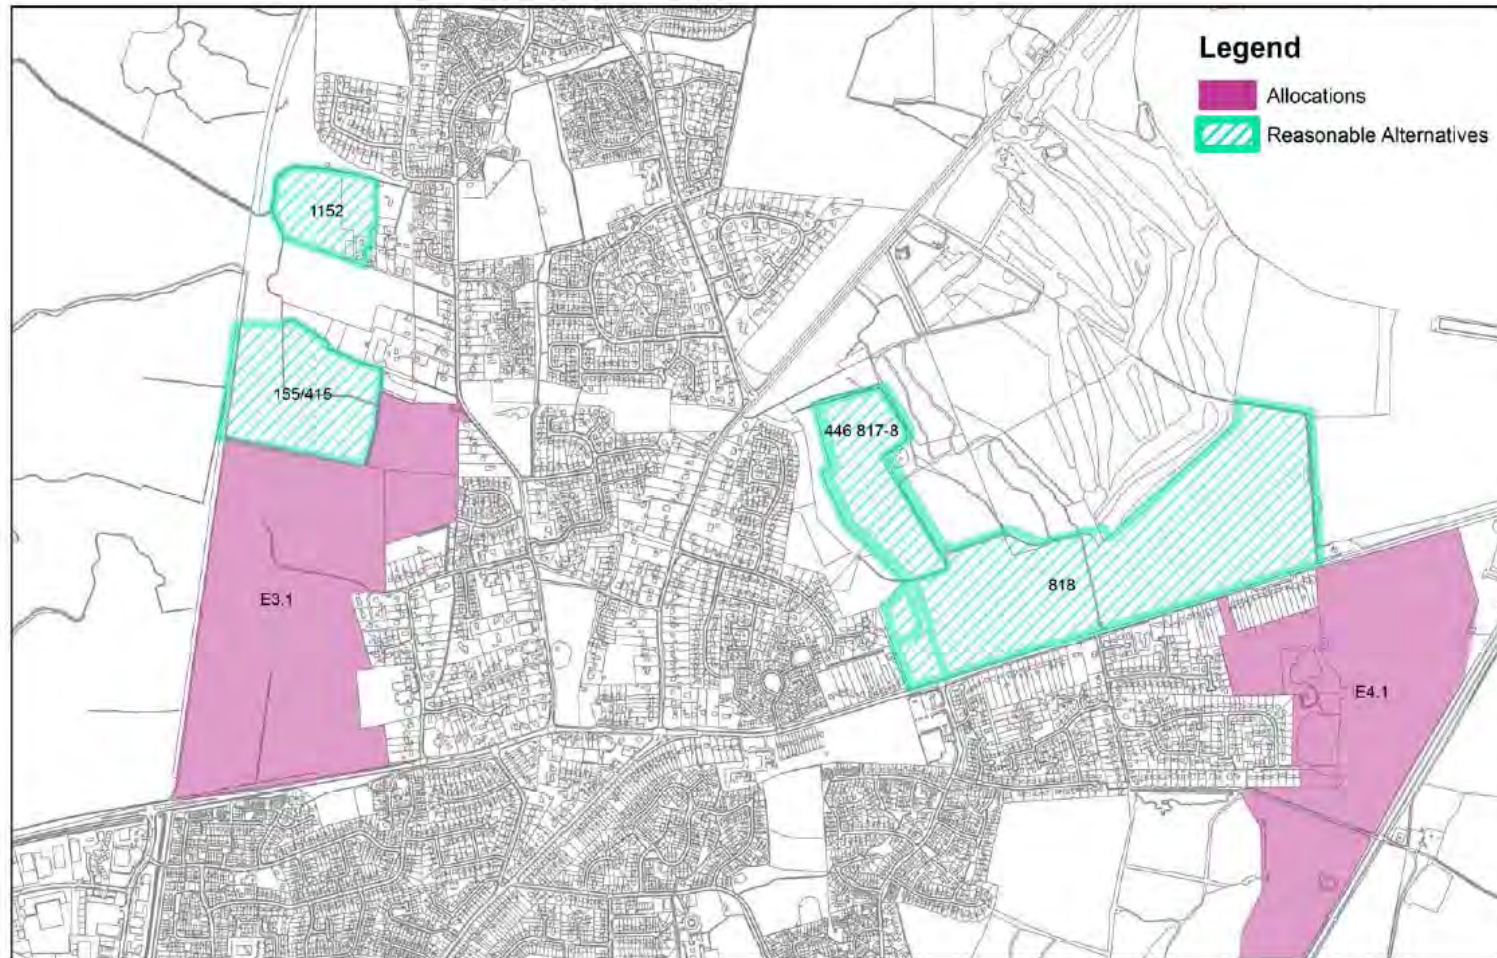 Legend
Allocations
Reasonable Alternatives
1152
155/415
446 817-8
E3.1
818
E4.1